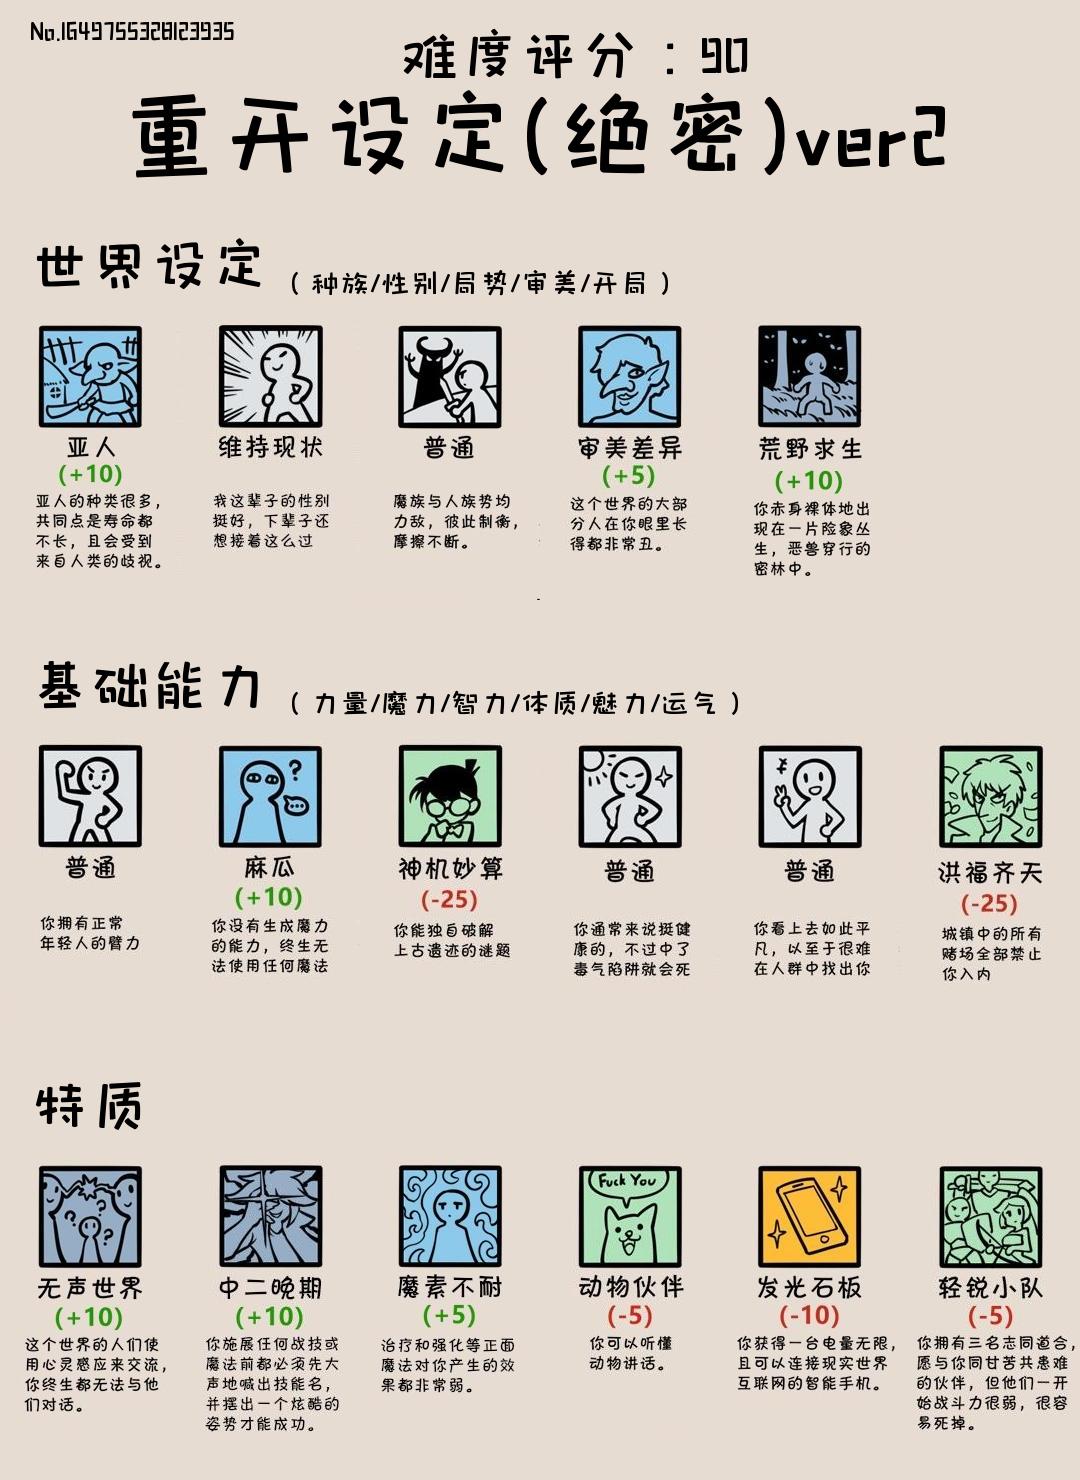 No.1649755328123935
难度评分：90
重开设定(绝密)ver2
世界设定 （种族/性别/局势/审美/开局）
亚人
(+10)
亚人的种类很多，
共同点是寿命都
不长，且会受到
来自人类的歧视。
维持现状
我这辈子的性别
挺好，下辈子还
想接着这么过
普通
魔族与人族势均
力敌，彼此制衡，
摩擦不断。
审美差异
(+5)
这个世界的大部
分人在你眼里长
得都非常丑。
荒野求生
(+10)
你赤身裸体地出
现在一片险象丛
生，恶兽穿行的
密林中。
基础能力 （力量/魔力/智力/体质/魅力/运气）
普通
你拥有正常
年轻人的臂力
麻瓜
(+10)
你没有生成魔力
的能力，终生无
法使用任何魔法
神机妙算
(-25)
你能独自破解
上古遗迹的谜题
普通
你通常来说挺健
康的，不过中了
毒气陷阱就会死
普通
你看上去如此平
凡，以至于很难
在人群中找出你
洪福齐天
(-25)
城镇中的所有
赌场全部禁止
你入内
特质
无声世界
(+10)
这个世界的人们使
用心灵感应来交流，
你终生都无法与他
们对话。
中二晚期
(+10)
你施展任何战技或
魔法前都必须先大
声地喊出技能名，
并摆出一个炫酷的
姿势才能成功。
魔素不耐
(+5)
治疗和强化等正面
魔法对你产生的效
果都非常弱。
Fuck You
动物伙伴
(-5)
你可以听懂
动物讲话。
发光石板
(-10)
你获得一台电量无限，
且可以连接现实世界
互联网的智能手机。
轻锐小队
(-5)
你拥有三名志同道合，
愿与你同甘苦共患难
的伙伴，但他们一开
始战斗力很弱，很容
易死掉。